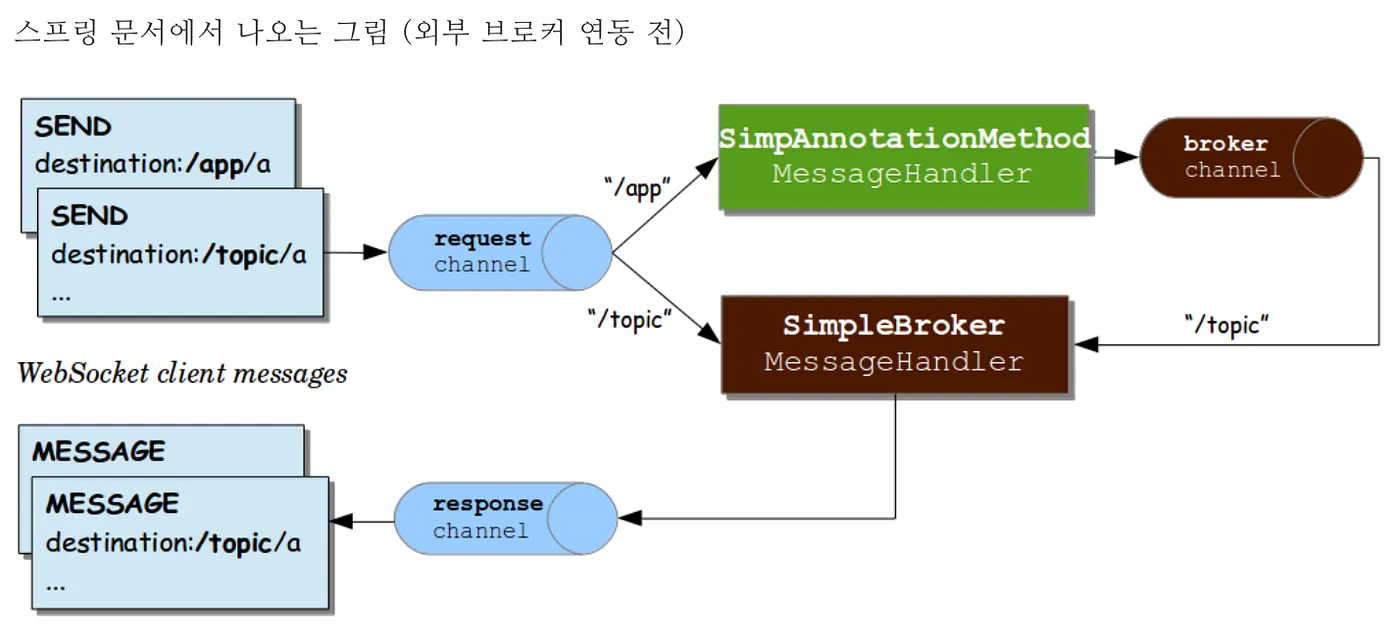 스프링 문서에서 나오는 그림 (외부 브로커 연동 전)
SEND
destination:/app/a
SEND
destination:/topic/a
...
WebSocket client messages
request
channel
“/app”
“/topic”
SimpAnnotationMethod
MessageHandler
broker
channel
SimpleBroker
MessageHandler
“/topic”
MESSAGE
MESSAGE
destination:/topic/a
...
response
channel